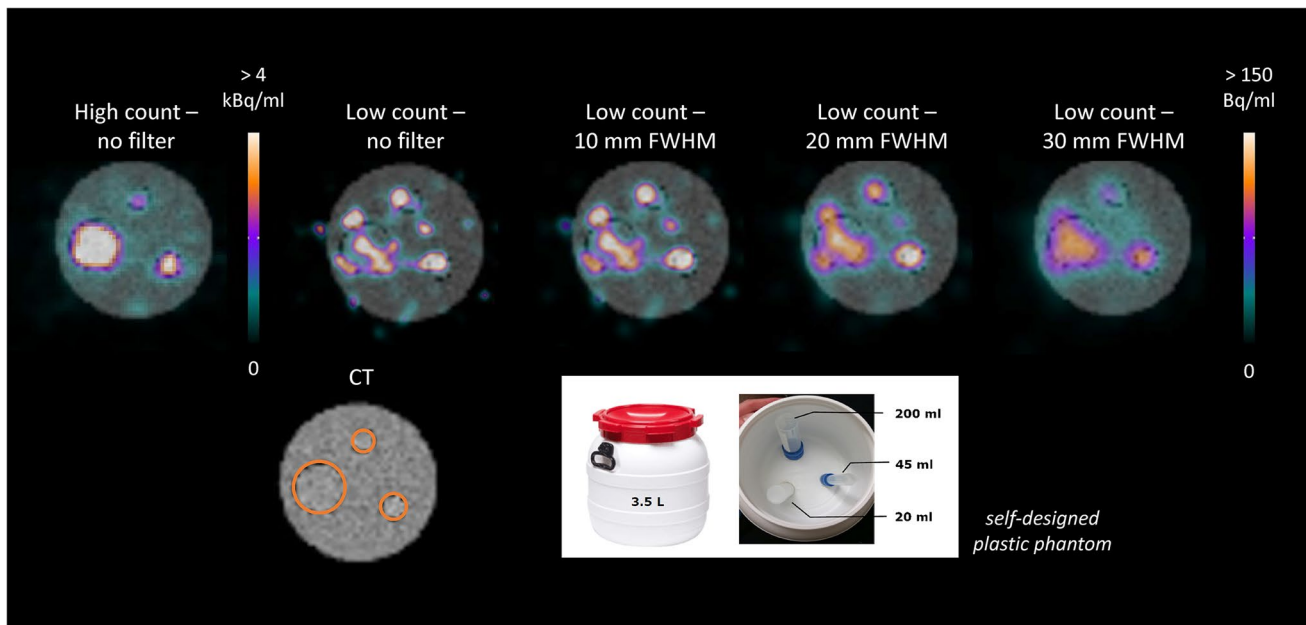 > 4
kBq/ml
> 150
Bq/ml
High count –
no filter
Low count –
no filter
Low count –
10 mm FWHM
Low count –
20 mm FWHM
Low count –
30 mm FWHM
0
0
CT
3.5 L
200 ml
45 ml
20 ml
self-designed
plastic phantom